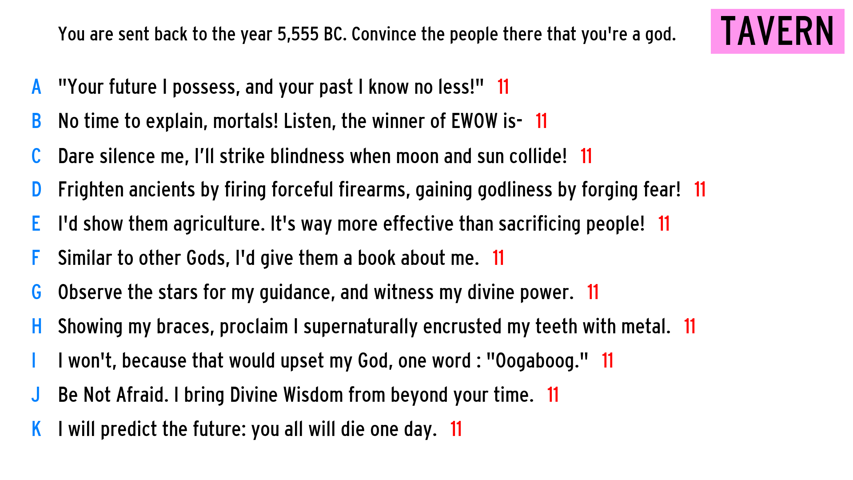 You are sent back to the year 5,555 BC. Convince the people there that you're a god.
TAVERN
A "Your future I possess, and your past I know no less!" 11
B No time to explain, mortals! Listen, the winner of EWOW is- 11
C Dare silence me, I’ll strike blindness when moon and sun collide! 11
D Frighten ancients by firing forceful firearms, gaining godliness by forging fear! 11
E I'd show them agriculture. It's way more effective than sacrificing people! 11
F Similar to other Gods, I'd give them a book about me. 11
G Observe the stars for my guidance, and witness my divine power. 11
H Showing my braces, proclaim I supernaturally encrusted my teeth with metal. 11
I I won't, because that would upset my God, one word : "Oogaboog." 11
J Be Not Afraid. I bring Divine Wisdom from beyond your time. 11
K I will predict the future: you all will die one day. 11